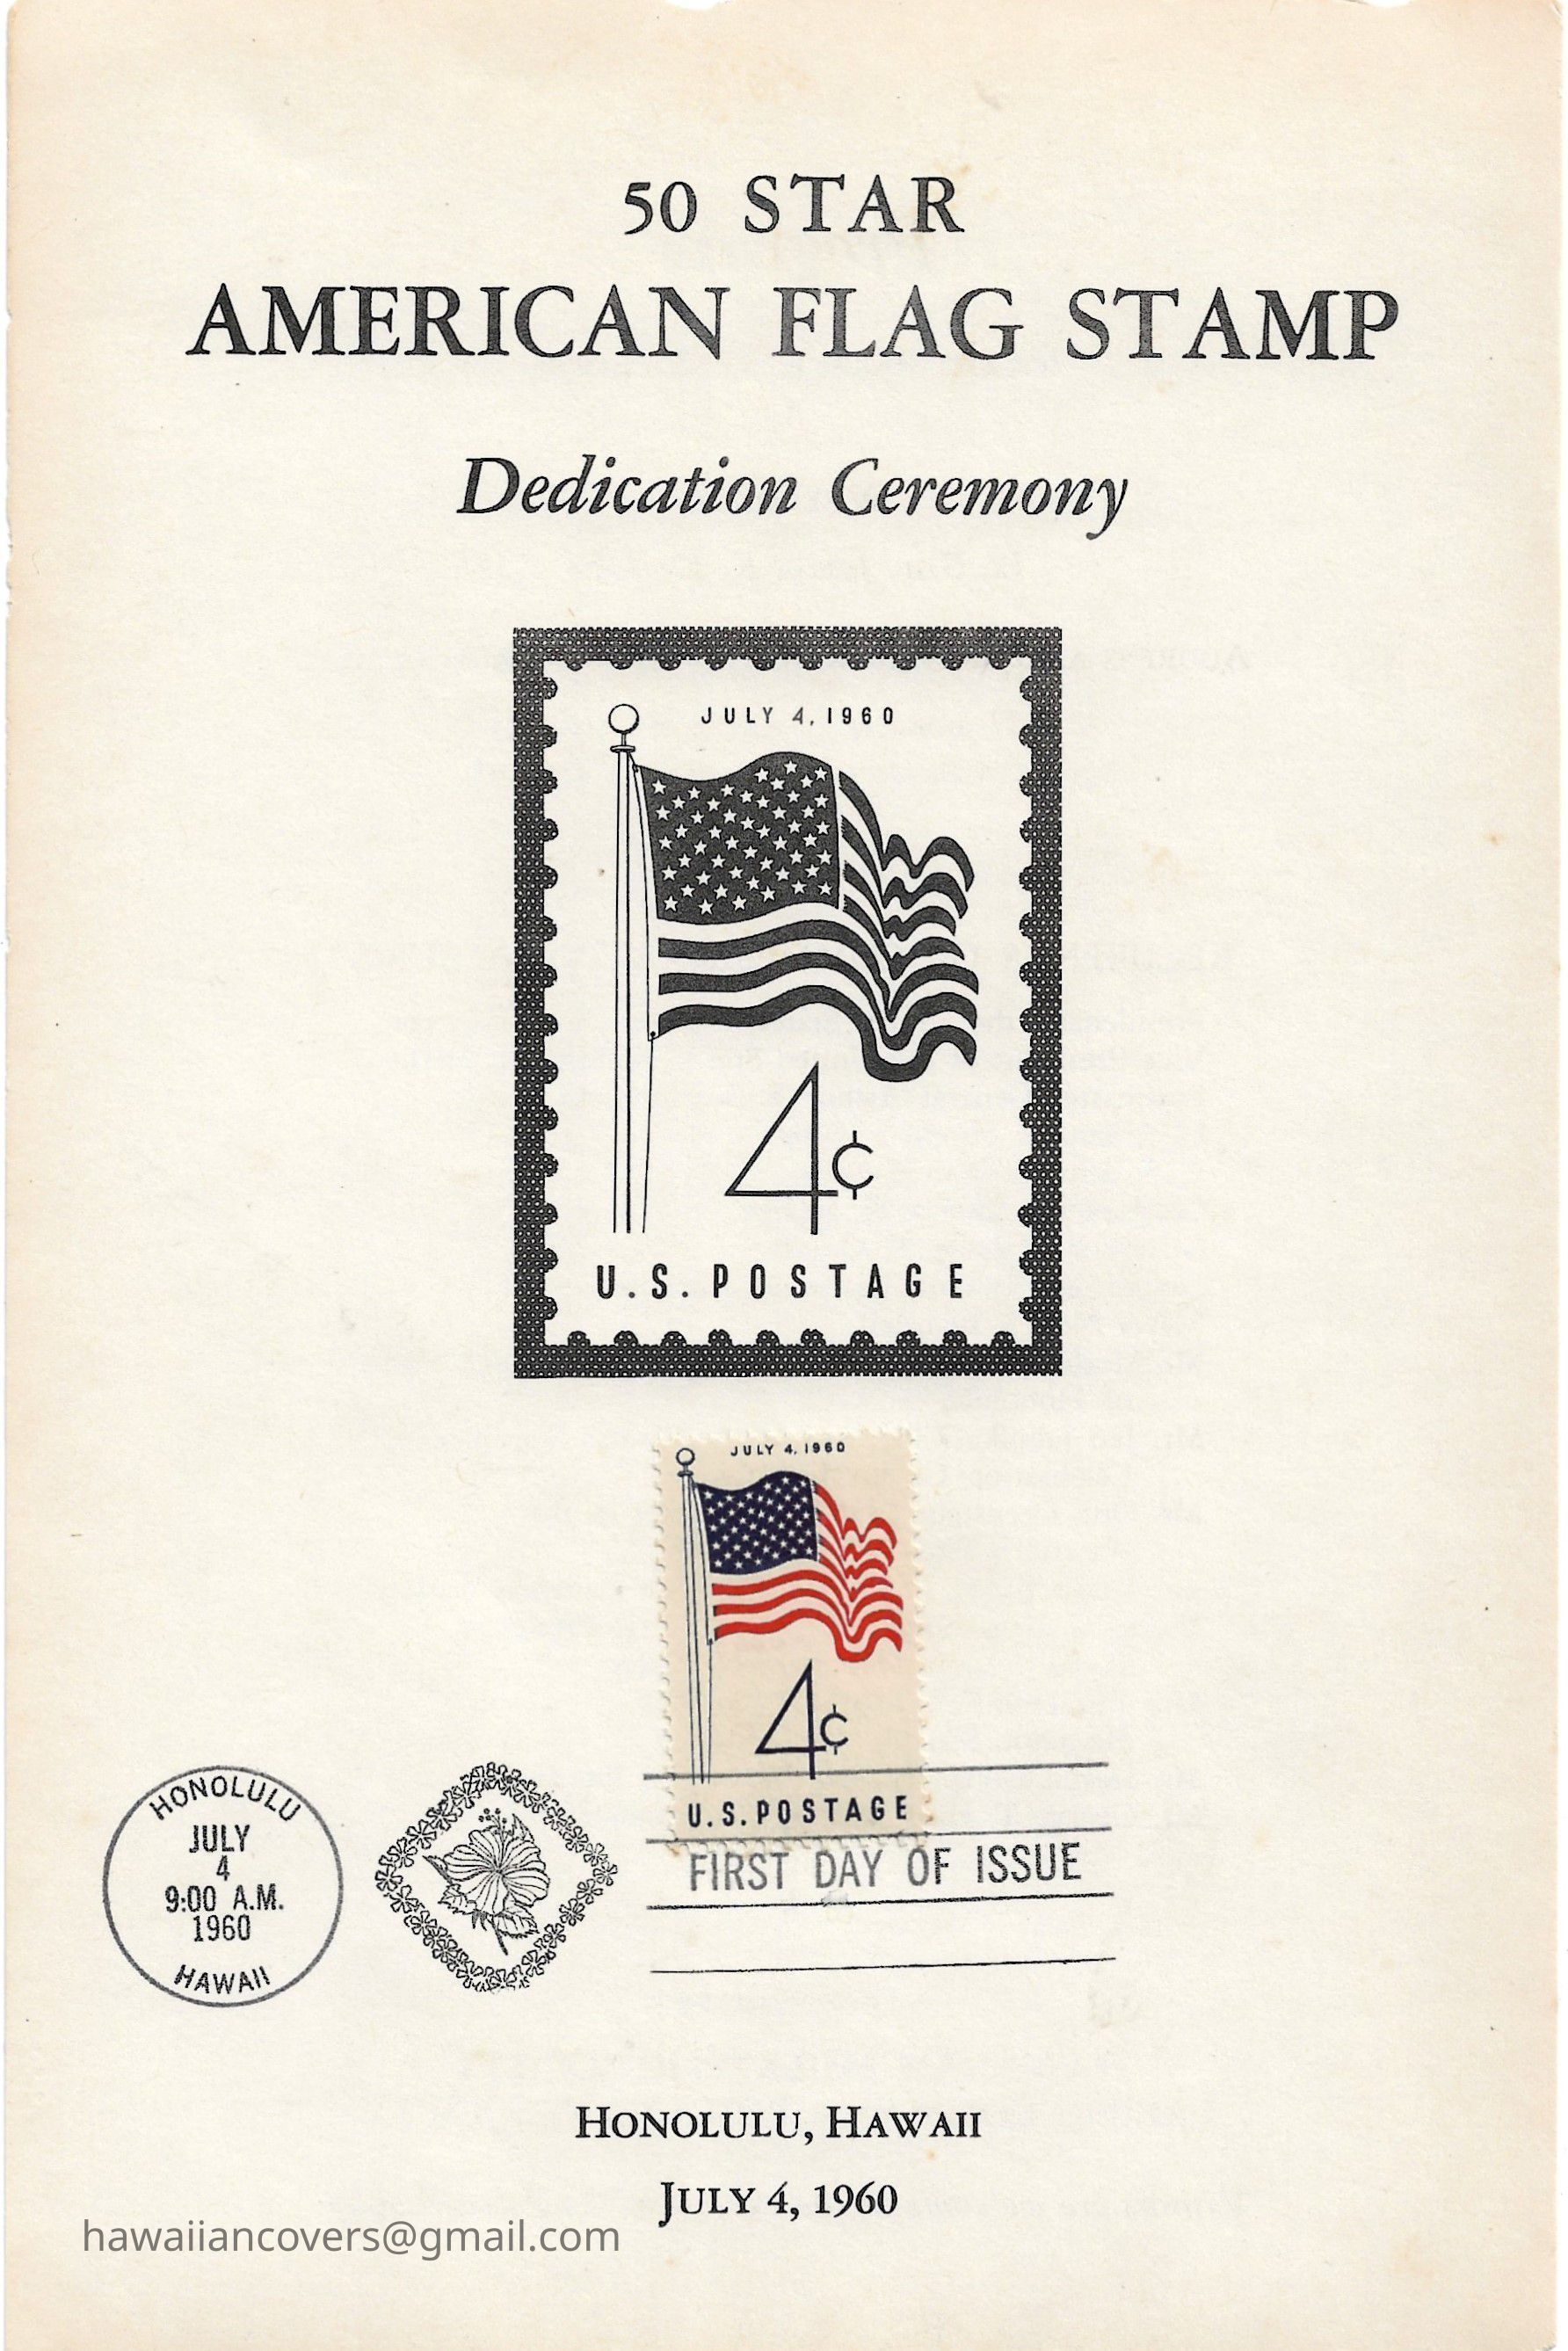 50 STAR
AMERICAN FLAG STAMP
Dedication Ceremony
JULY 4, 1960
4¢
U.S. POSTAGE
JULY 4, 1960
4¢
U.S. POSTAGE
HONOLULU
JULY
4
9:00 A.M.
1960
HAWAII
FIRST DAY OF ISSUE
HONOLULU, HAWAII
JULY 4, 1960
hawaiiancovers@gmail.com